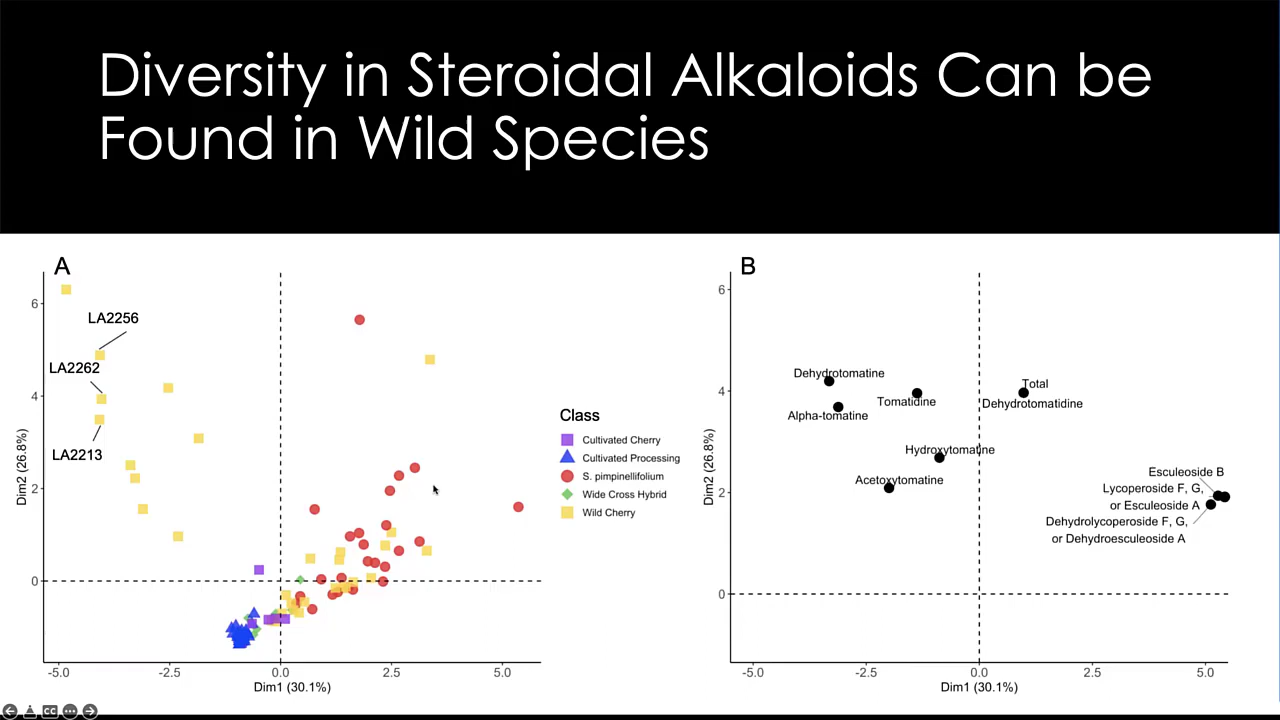 Diversity in Steroidal Alkaloids Can be
Found in Wild Species
A
6
4
2
0
-5.0
-2.5
0.0
2.5
5.0
Dim2 (26.8%)
Dim1 (30.1%)
LA2256
LA2262
LA2213
Class
Cultivated Cherry
Cultivated Processing
S. pimpinellifolium
Wide Cross Hybrid
Wild Cherry
B
6
4
2
0
-5.0
-2.5
0.0
2.5
5.0
Dim2 (26.8%)
Dim1 (30.1%)
Dehydrotomatine
Alpha-tomatine
Tomatidine
Total
Dehydrotomatidine
Hydroxytomatine
Acetoxytomatine
Esculeoside B
Lycoperoside F, G,
or Esculeoside A
Dehydrolycoperoside F, G,
or Dehydroesculeoside A
CC